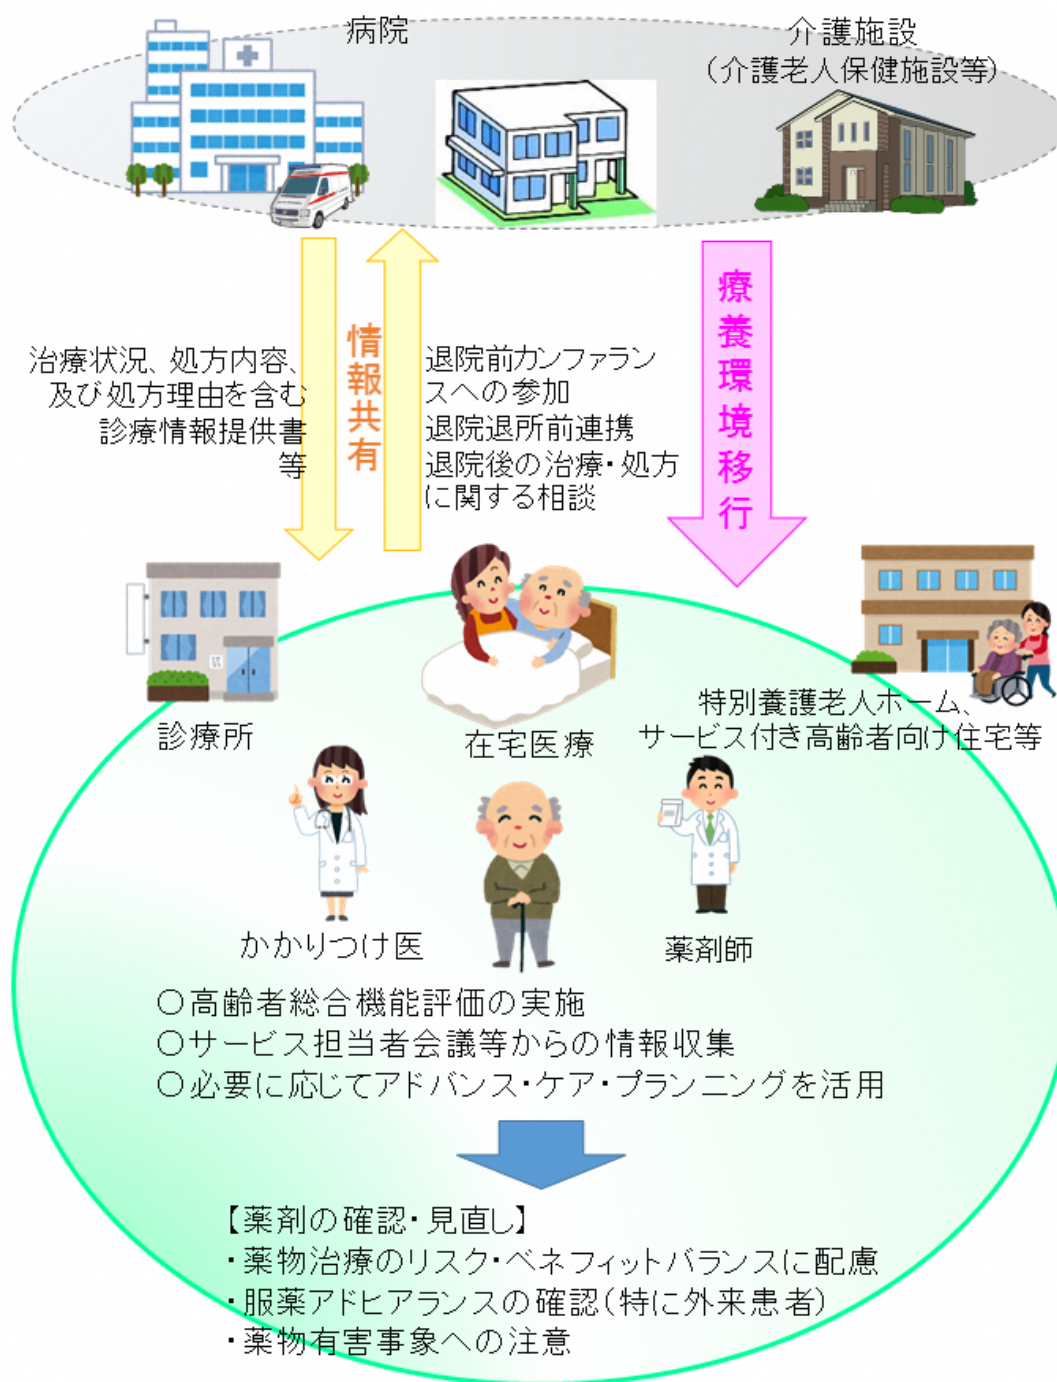 病院
介護施設
（介護老人保健施設等）
治療状況、処方内容、
及び処方理由を含む
診療情報提供書
等
情報共有
退院前カンファラン
スへの参加
退院退所前連携
退院後の治療・処方
に関する相談
療養環境移行
診療所
在宅医療
特別養護老人ホーム、
サービス付き高齢者向け住宅等
かかりつけ医
薬剤師
○高齢者総合機能評価の実施
○サービス担当者会議等からの情報収集
○必要に応じてアドバンス・ケア・プランニングを活用
【薬剤の確認・見直し】
・薬物治療のリスク・ベネフィットバランスに配慮
・服薬アドヒアランスの確認（特に外来患者）
・薬物有害事象への注意